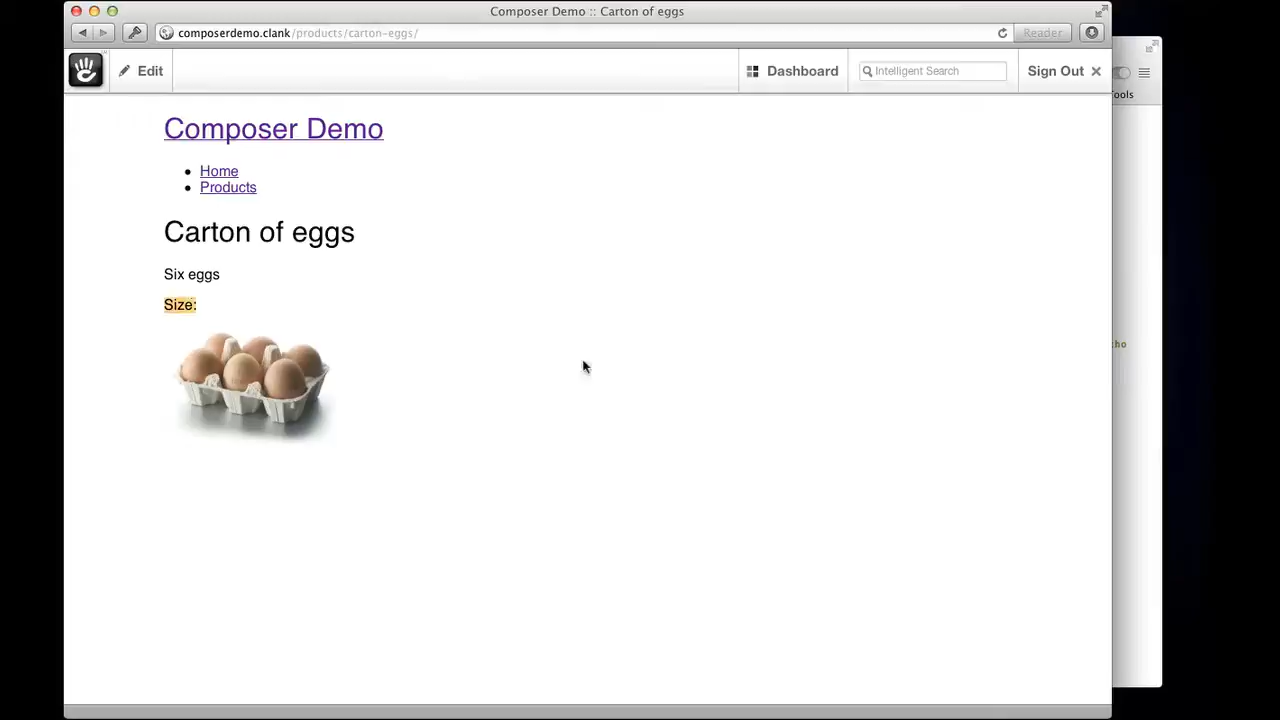 Composer Demo :: Carton of eggs
composerdemo.clank/products/carton-eggs/
Reader
Edit
Dashboard
Intelligent Search
Sign Out
Tools
Composer Demo
Home
Products
Carton of eggs
Six eggs
Size: